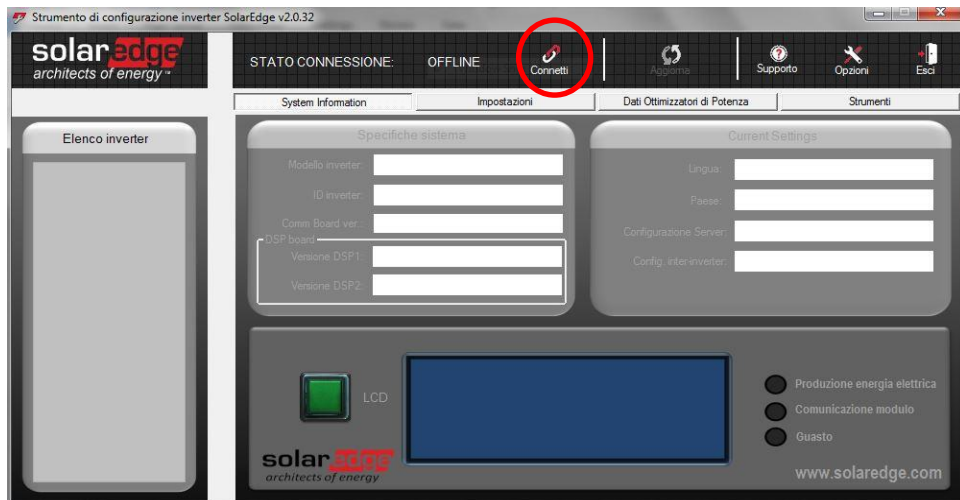 Strumento di configurazione inverter SolarEdge v2.0.32
solaredge
architects of energy™
STATO CONNESSIONE: OFFLINE
Connetti
Aggiorna
Supporto
Opzioni
Esci
System Information
Impostazioni
Dati Ottimizzatori di Potenza
Strumenti
Elenco inverter
Specifiche sistema
Modello inverter:
ID inverter:
Comm Board ver.:
DSP board
Versione DSP1:
Versione DSP2:
Current Settings
Lingua:
Paese:
Configurazione Server:
Config. inter-inverter:
LCD
solaredge
architects of energy
Produzione energia elettrica
Comunicazione modulo
Guasto
www.solaredge.com